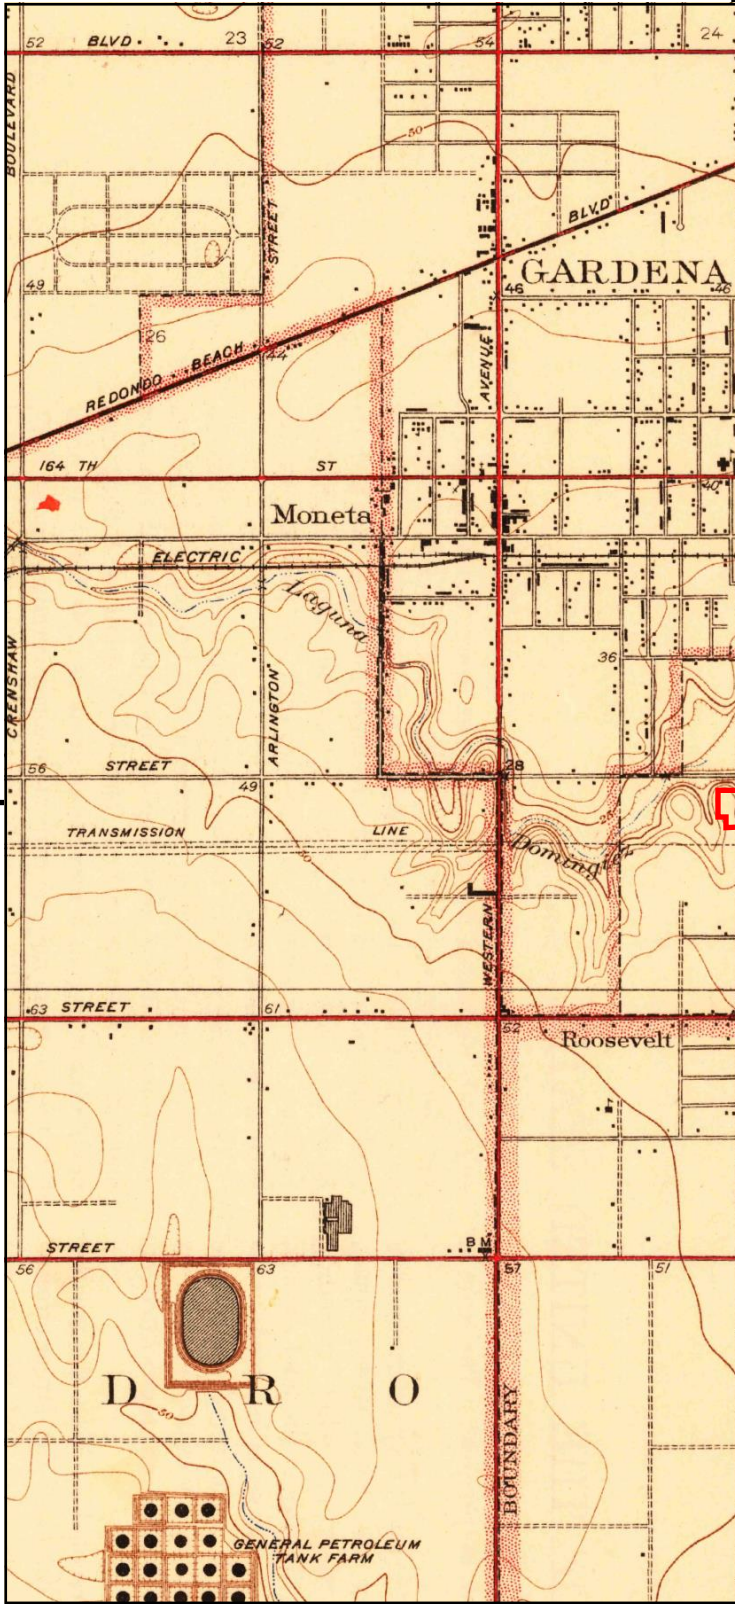 52 BLVD 23 52 54 24
BOULEVARD
50
STREET
BLVD
49
GARDENA
46 46
26
REDONDO BEACH 44
AVENUE
164 TH ST
40
Moneta
ELECTRIC
Laguna
CRENSHAW
ARLINGTON
36
56 STREET 49 28
TRANSMISSION LINE
50
Dominguez
WESTERN
63 STREET 61 52
Roosevelt
BM
STREET
56 63 57 51
D R O
50
BOUNDARY
GENERAL PETROLEUM
TANK FARM